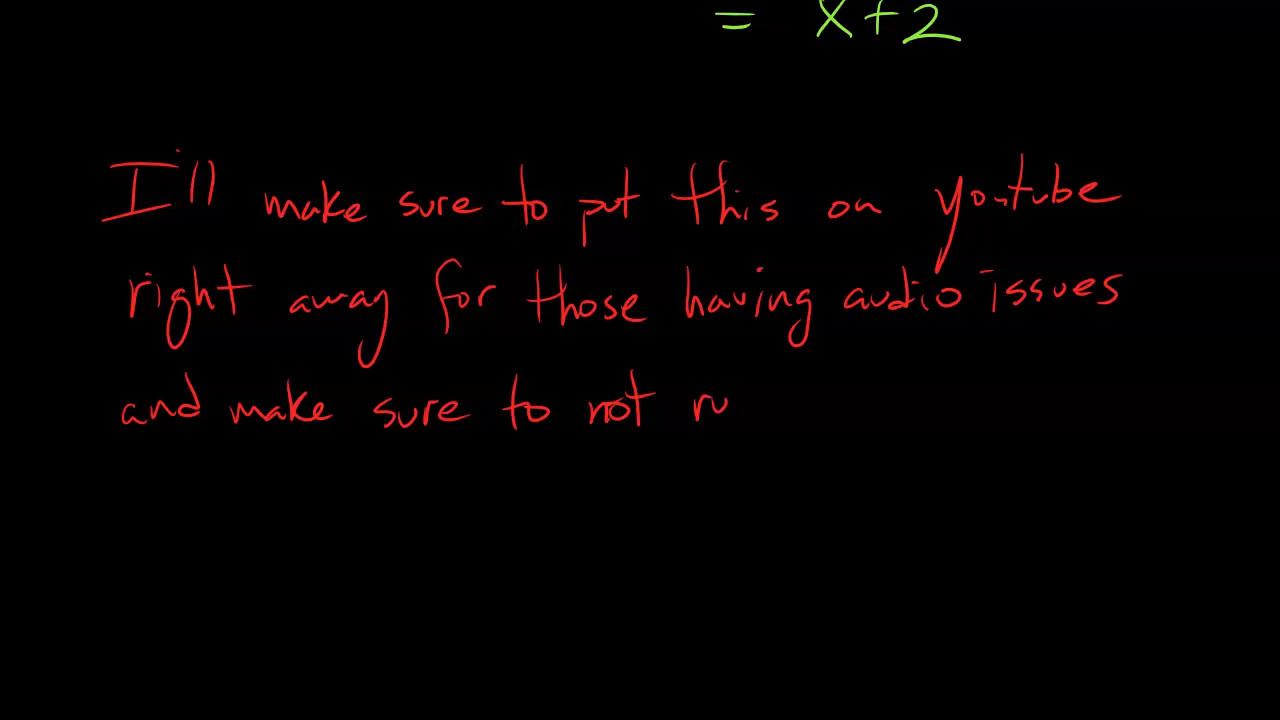 = x+2
I'll make sure to put this on youtube
right away for those having audio issues
and make sure to not ru